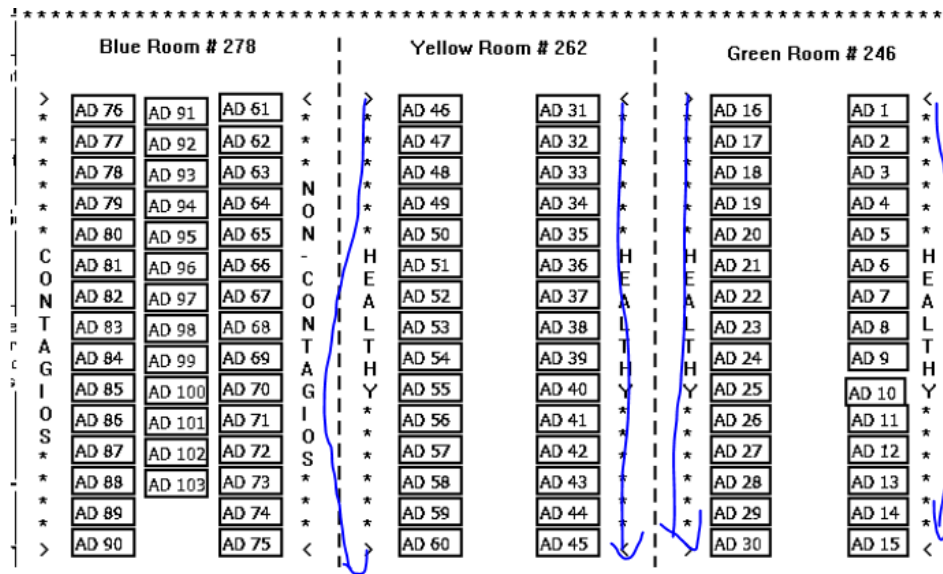 Blue Room # 278
AD 76 AD 91 AD 61
AD 77 AD 92 AD 62
AD 78 AD 93 AD 63
AD 79 AD 94 AD 64
AD 80 AD 95 AD 65
AD 81 AD 96 AD 66
AD 82 AD 97 AD 67
AD 83 AD 98 AD 68
AD 84 AD 99 AD 69
AD 85 AD 100 AD 70
AD 86 AD 101 AD 71
AD 87 AD 102 AD 72
AD 88 AD 103 AD 73
AD 89 AD 74
AD 90 AD 75
> * * * * * CONTAGIOS * * * >
< * * * NON-CONTAGIOS * * * <
Yellow Room # 262
AD 46 AD 31
AD 47 AD 32
AD 48 AD 33
AD 49 AD 34
AD 50 AD 35
AD 51 AD 36
AD 52 AD 37
AD 53 AD 38
AD 54 AD 39
AD 55 AD 40
AD 56 AD 41
AD 57 AD 42
AD 58 AD 43
AD 59 AD 44
AD 60 AD 45
> * * * * * HEALTHY * * * * * >
< * * * * * HEALTHY * * * * * <
Green Room # 246
AD 16 AD 1
AD 17 AD 2
AD 18 AD 3
AD 19 AD 4
AD 20 AD 5
AD 21 AD 6
AD 22 AD 7
AD 23 AD 8
AD 24 AD 9
AD 25 AD 10
AD 26 AD 11
AD 27 AD 12
AD 28 AD 13
AD 29 AD 14
AD 30 AD 15
> * * * * * HEALTHY * * * * * >
< * * * * * HEALTHY * * * * * <